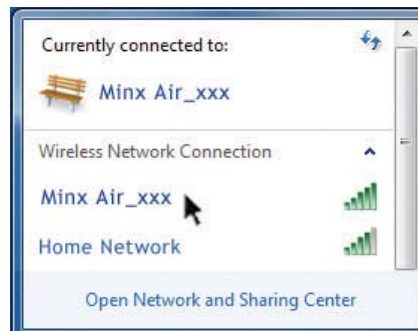 Currently connected to:
Minx Air_xxx
Wireless Network Connection
Minx Air_xxx
Home Network
Open Network and Sharing Center